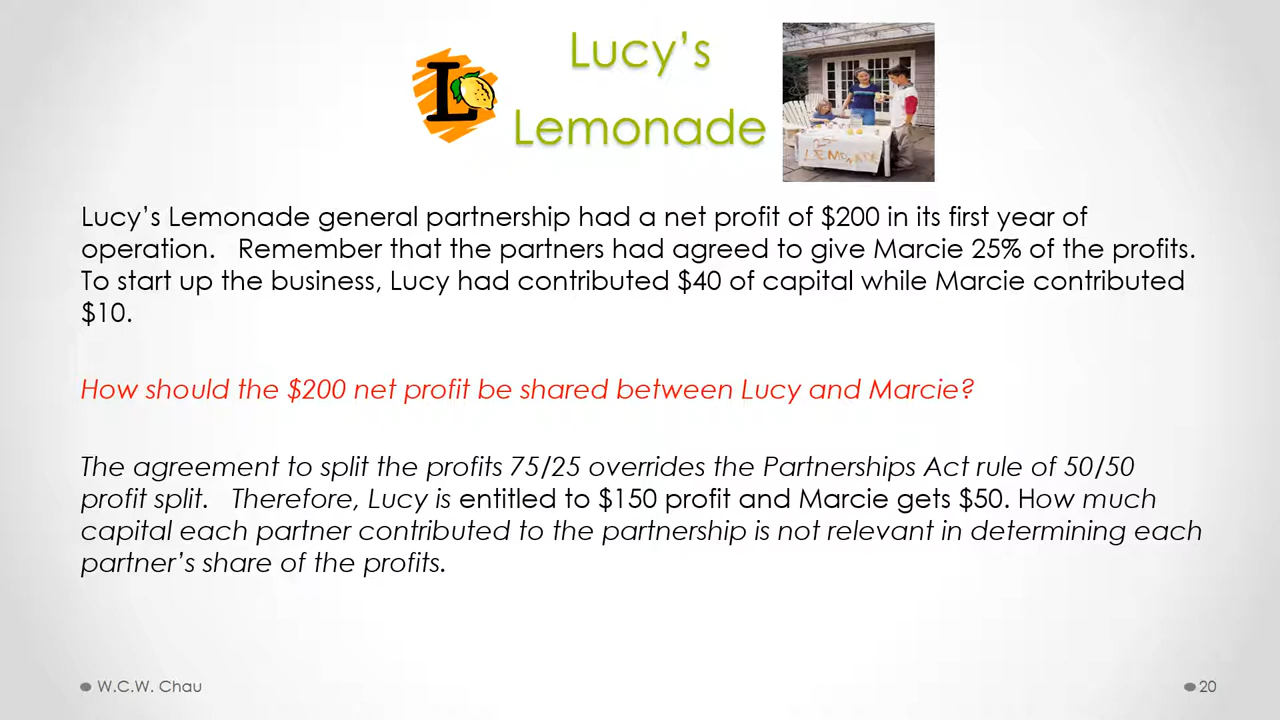 Lucy's
Lemonade
L
LEMONADE
Lucy's Lemonade general partnership had a net profit of $200 in its first year of
operation.   Remember that the partners had agreed to give Marcie 25% of the profits.
To start up the business, Lucy had contributed $40 of capital while Marcie contributed
$10.
How should the $200 net profit be shared between Lucy and Marcie?
The agreement to split the profits 75/25 overrides the Partnerships Act rule of 50/50
profit split.   Therefore, Lucy is entitled to $150 profit and Marcie gets $50. How much
capital each partner contributed to the partnership is not relevant in determining each
partner's share of the profits.
W.C.W. Chau
20